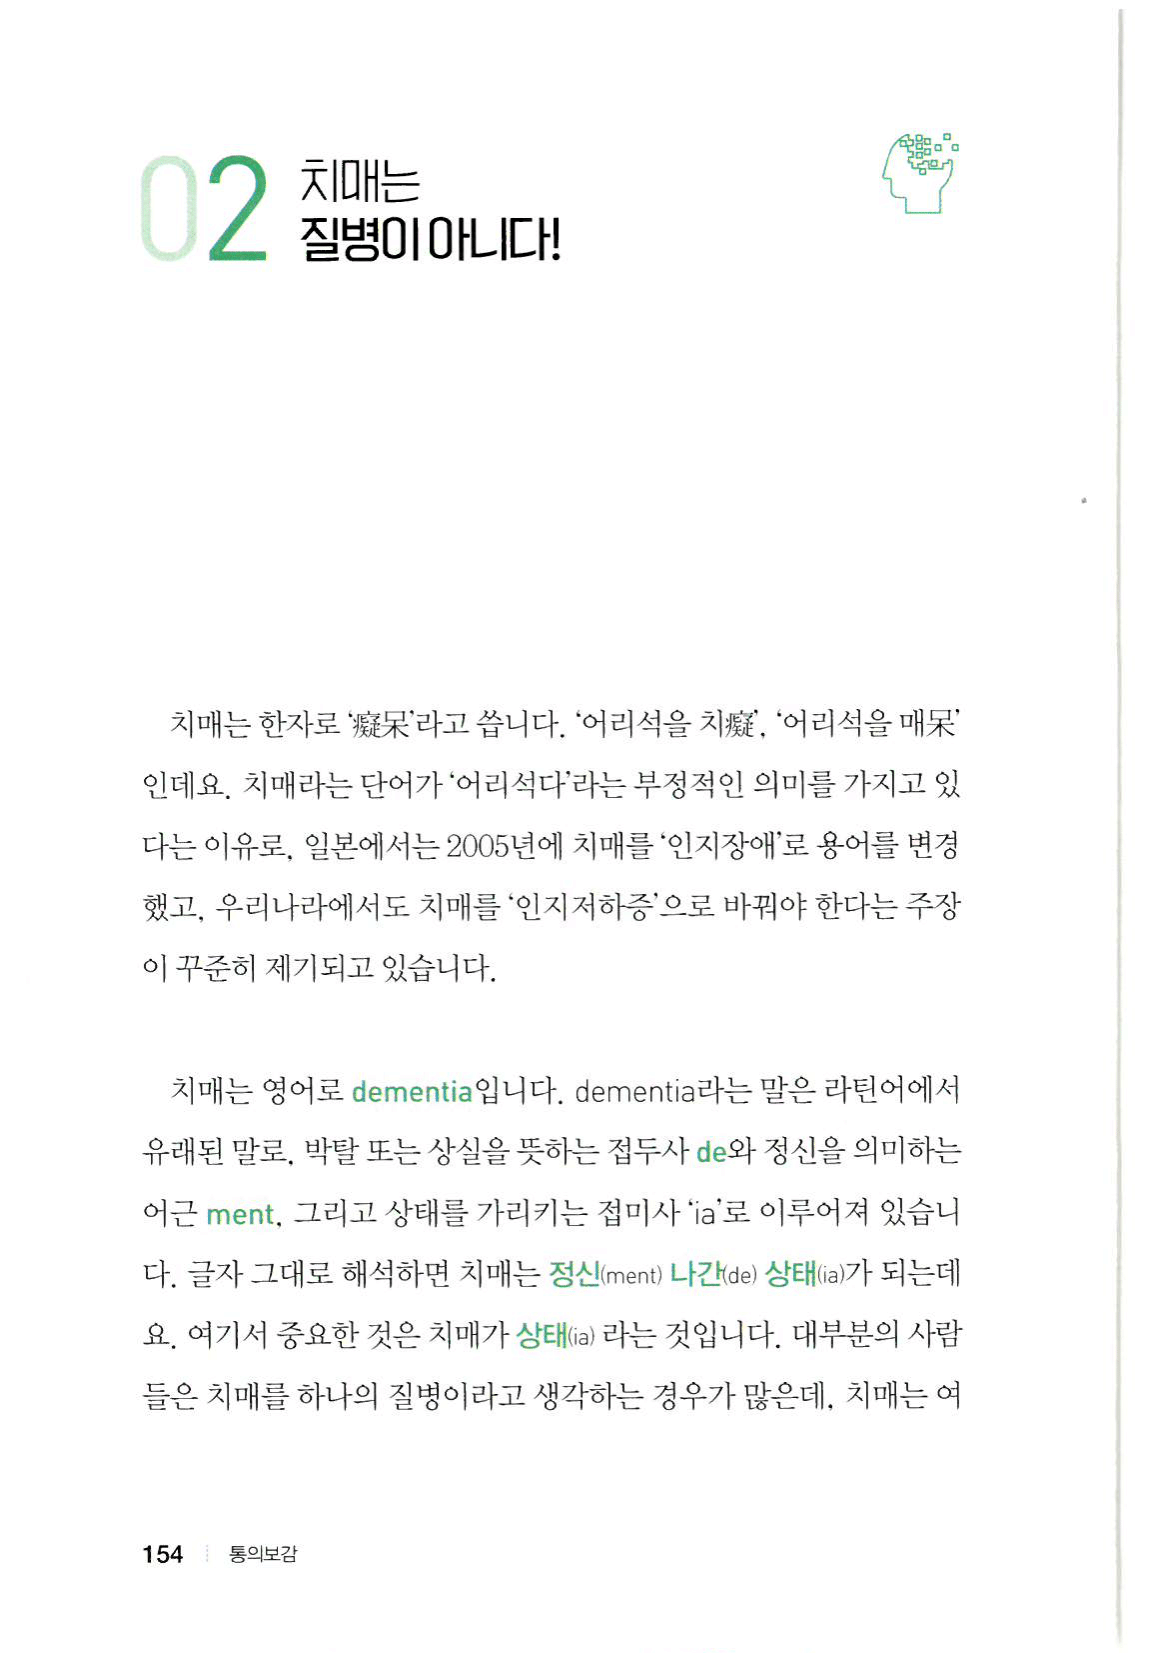 02 치매는
질병이 아니다!
치매는 한자로 ‘癡呆’라고 씁니다. ‘어리석을 치癡’, ‘어리석을 매呆’
인데요. 치매라는 단어가 ‘어리석다’라는 부정적인 의미를 가지고 있
다는 이유로, 일본에서는 2005년에 치매를 ‘인지장애’로 용어를 변경
했고, 우리나라에서도 치매를 ‘인지저하증’으로 바꿔야 한다는 주장
이 꾸준히 제기되고 있습니다.
치매는 영어로 dementia입니다. dementia라는 말은 라틴어에서
유래된 말로, 박탈 또는 상실을 뜻하는 접두사 de와 정신을 의미하는
어근 ment, 그리고 상태를 가리키는 접미사 ‘ia’로 이루어져 있습니
다. 글자 그대로 해석하면 치매는 정신(ment) 나간(de) 상태(ia)가 되는데
요. 여기서 중요한 것은 치매가 상태(ia) 라는 것입니다. 대부분의 사람
들은 치매를 하나의 질병이라고 생각하는 경우가 많은데, 치매는 여
154 통의보감